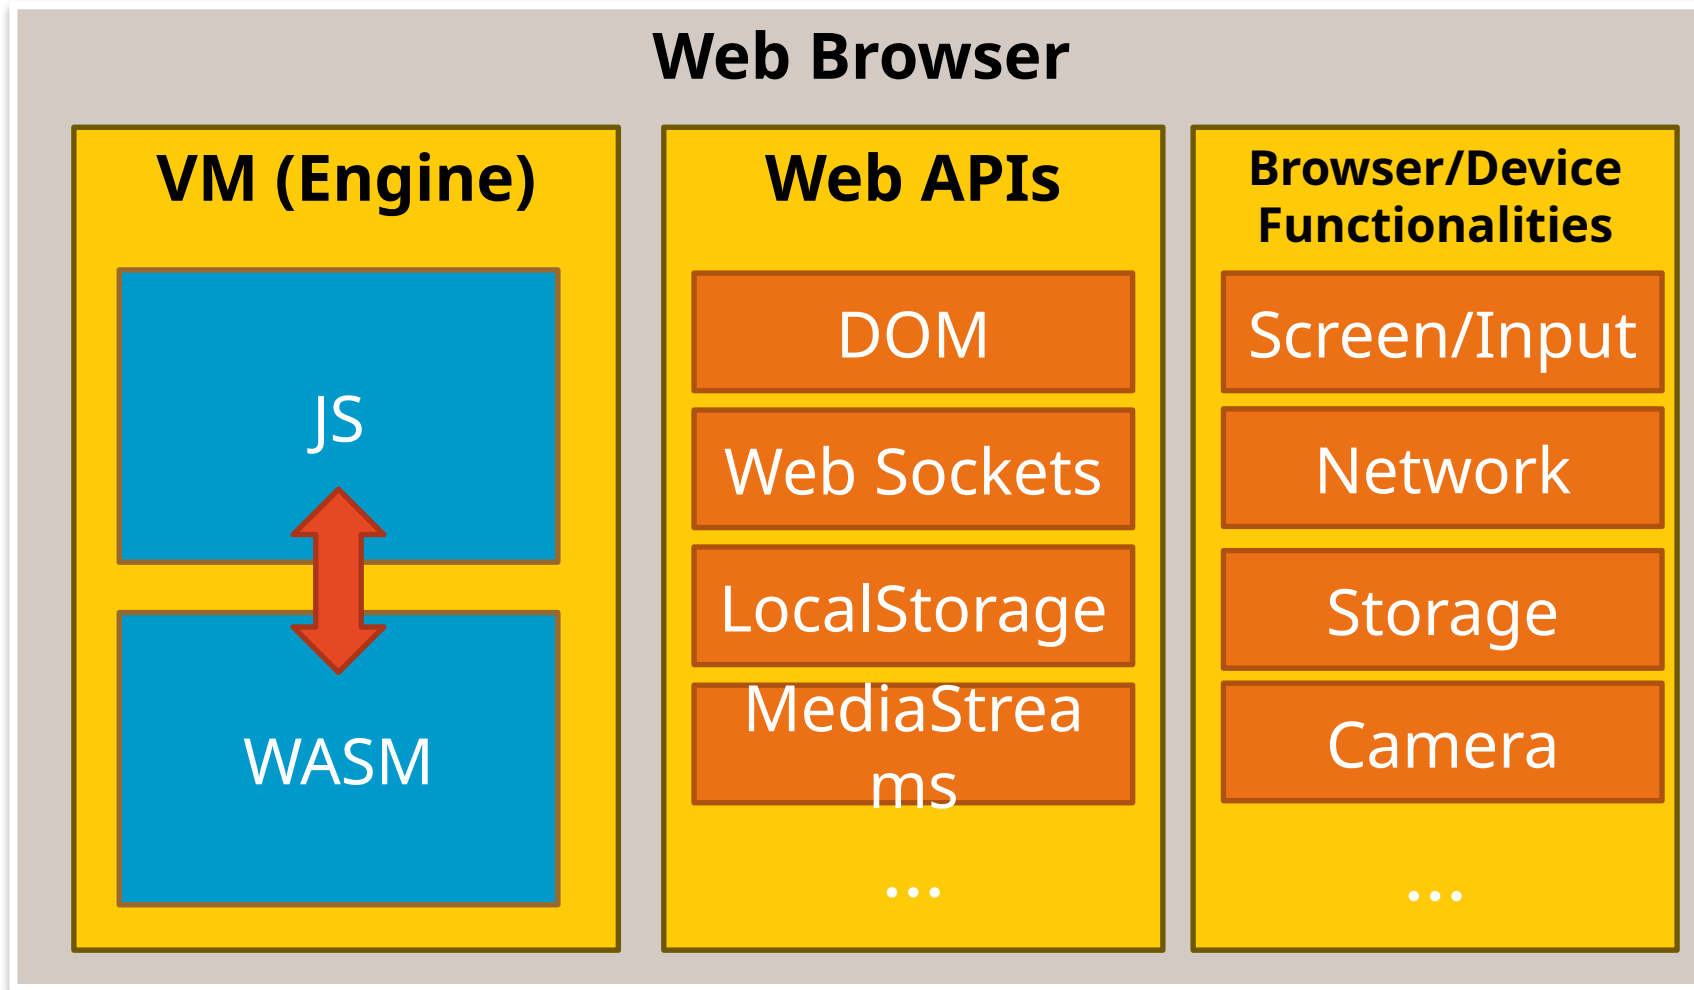 Web Browser
VM (Engine)
JS
WASM
Web APIs
DOM
Web Sockets
LocalStorage
MediaStrea
ms
...
Browser/Device
Functionalities
Screen/Input
Network
Storage
Camera
...